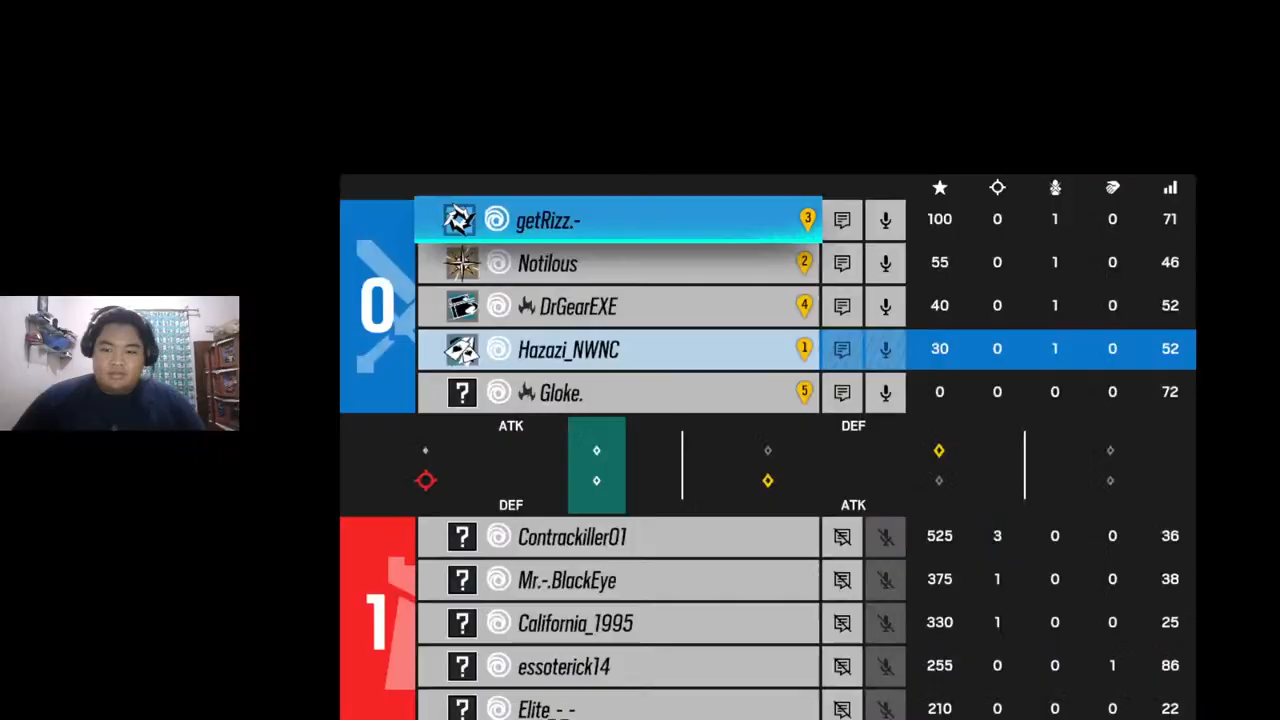 getRizz.- 3 100 0 1 0 71
Notilous 2 55 0 1 0 46
DrGearEXE 4 40 0 1 0 52
0
Hazazi_NWNC 1 30 0 1 0 52
? Gloke. 5 0 0 0 0 72
ATK DEF
DEF ATK
? Contrackiller01 525 3 0 0 36
? Mr.-.BlackEye 375 1 0 0 38
1
? California_1995 330 1 0 0 25
? essoterick14 255 0 0 1 86
? Elite_-_- 210 0 0 0 22